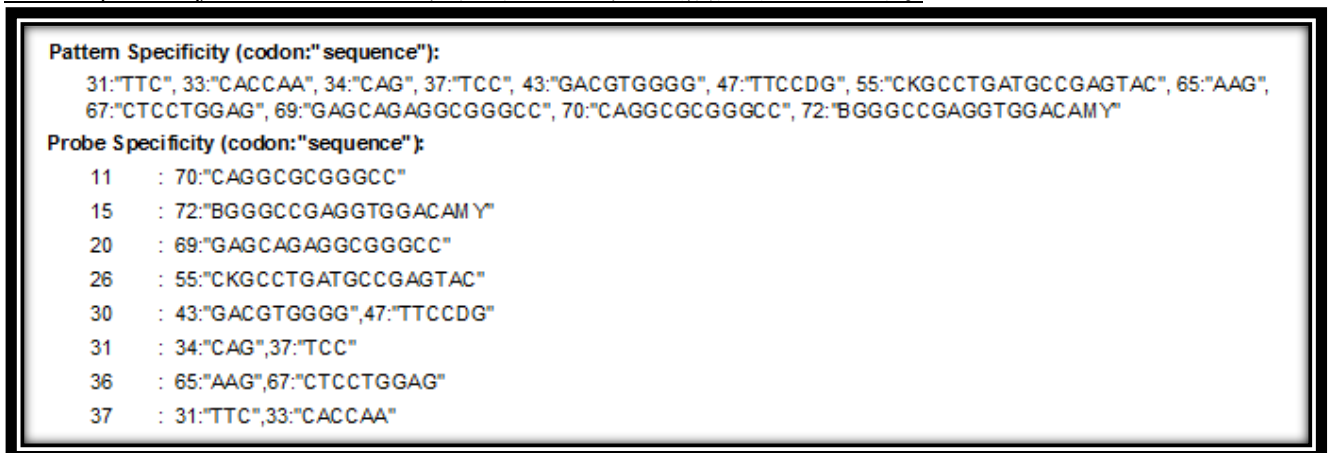 Pattern Specificity (codon:"sequence"):
31:"TTC", 33:"CACCAA", 34:"CAG", 37:"TCC", 43:"GACGTGGGG", 47:"TTCCDG", 55:"CKGCCTGATGCCGAGTAC", 65:"AAG",
67:"CTCCTGGAG", 69:"GAGCAGAGGCGGGCC", 70:"CAGGCGCGGGCC", 72:"BGGGCCGAGGTGGACAMY"
Probe Specificity (codon:"sequence"):
11 : 70:"CAGGCGCGGGCC"
15 : 72:"BGGGCCGAGGTGGACAMY"
20 : 69:"GAGCAGAGGCGGGCC"
26 : 55:"CKGCCTGATGCCGAGTAC"
30 : 43:"GACGTGGGG",47:"TTCCDG"
31 : 34:"CAG",37:"TCC"
36 : 65:"AAG",67:"CTCCTGGAG"
37 : 31:"TTC",33:"CACCAA"